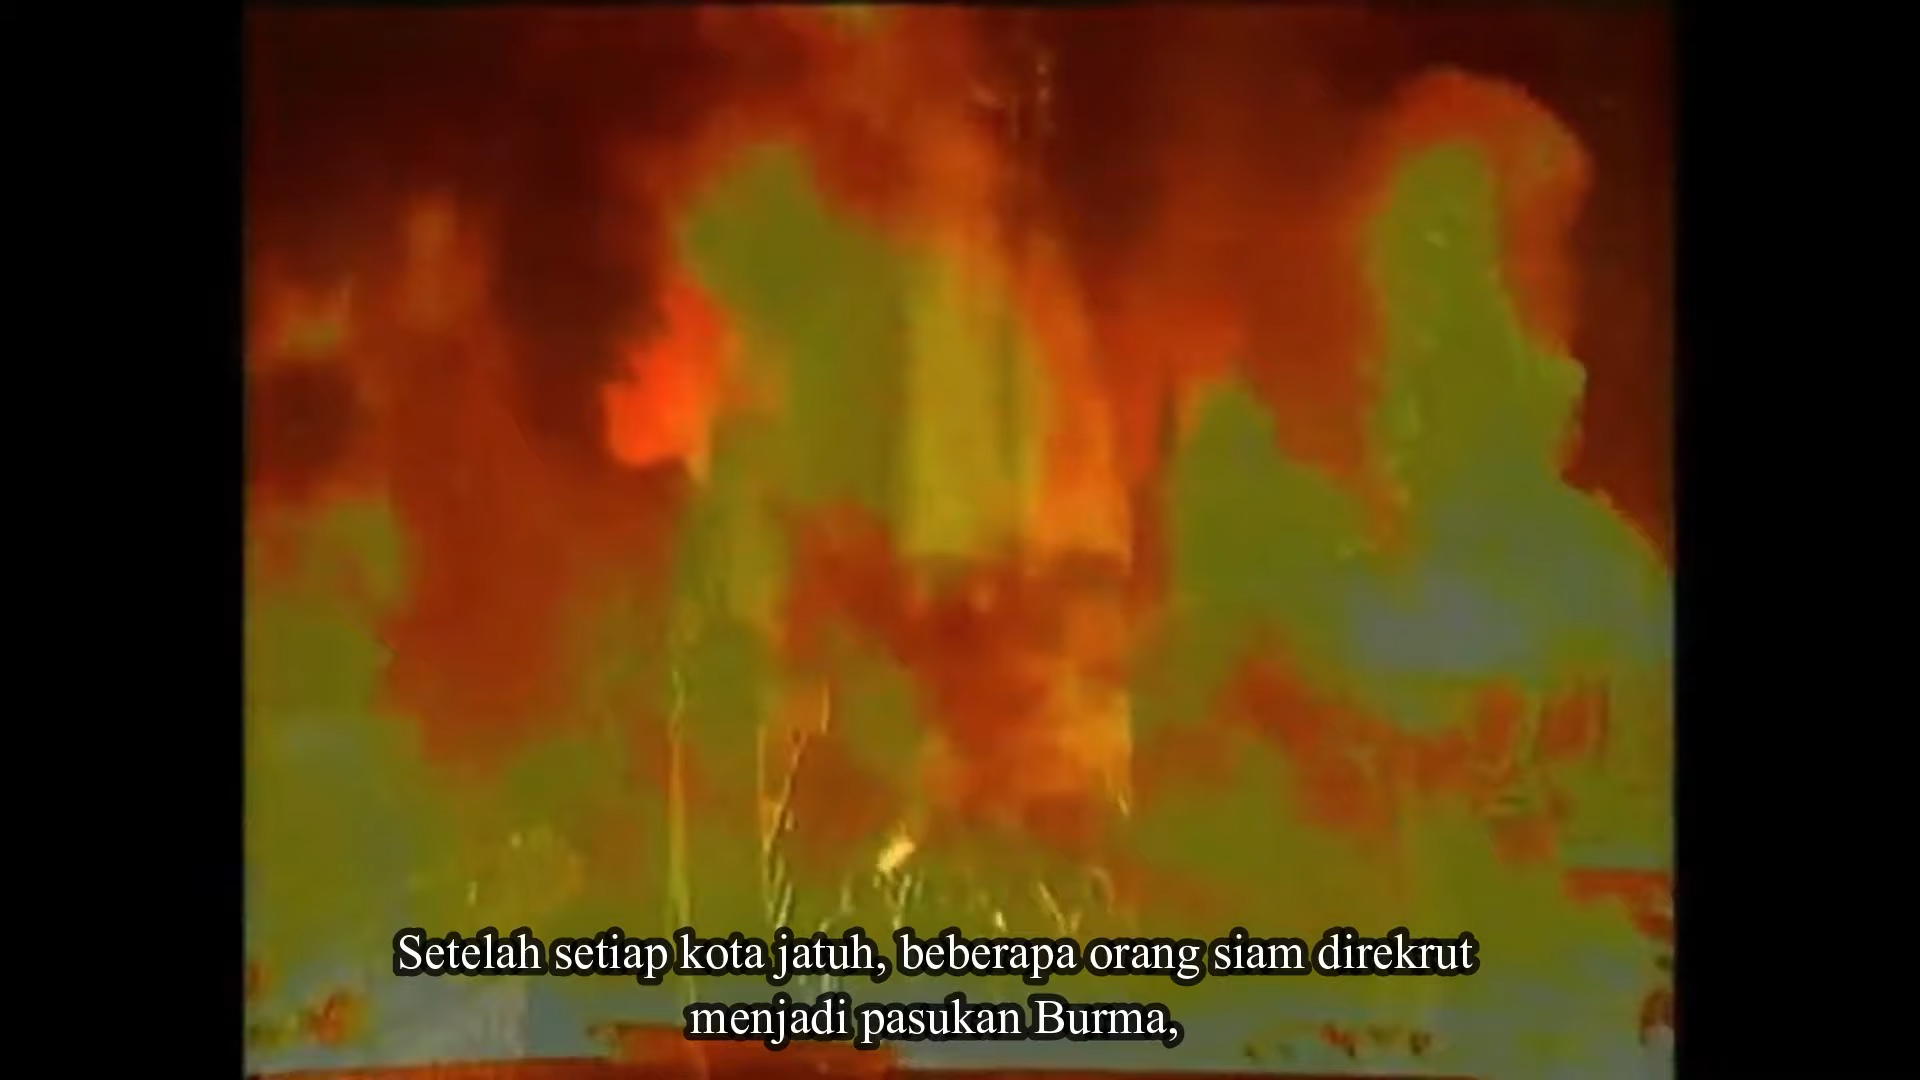 Setelah setiap kota jatuh, beberapa orang siam direkrut
menjadi pasukan Burma,